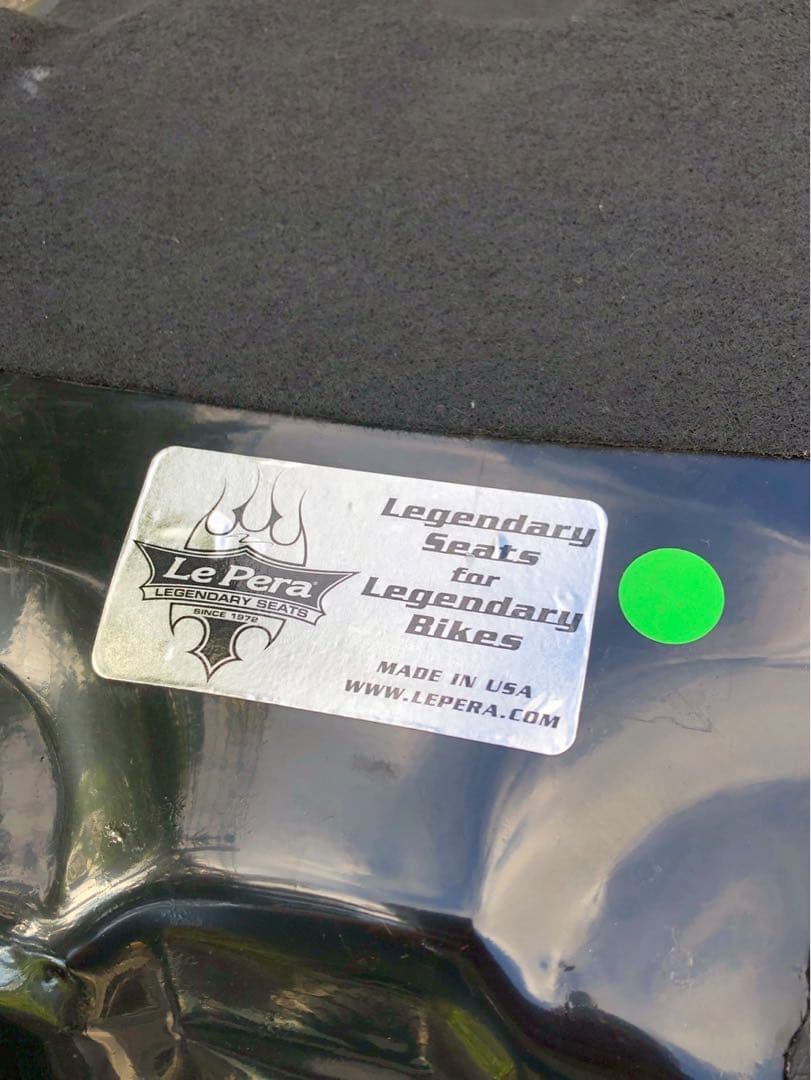 Le Pera®
LEGENDARY SEATS
SINCE 1972
Legendary
Seats
for
Legendary
Bikes
MADE IN USA
WWW.LEPERA.COM